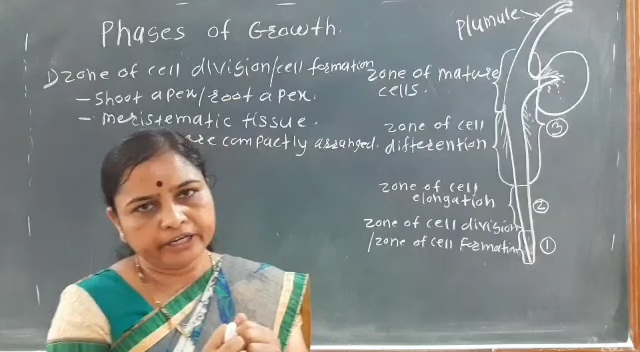 Phases of Growth.
1) zone of cell division/cell formation
- shoot apex/root apex.
- meristematic tissue.
are compactly arranged.
Plumule
zone of mature
cells.
zone of cell
differention
3
zone of cell
elongation
2
zone of cell division
/zone of cell Formation
1